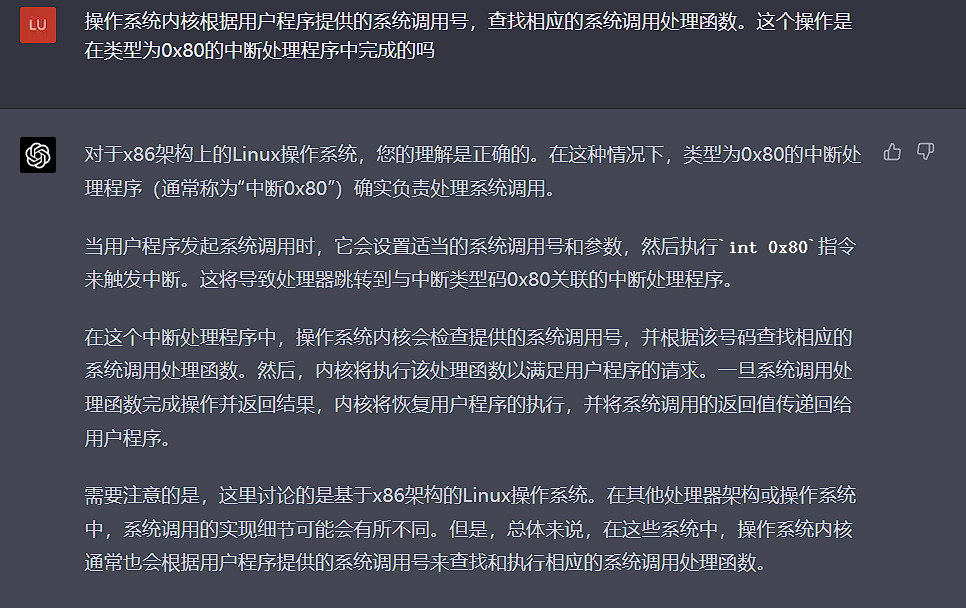 LU
操作系统内核根据用户程序提供的系统调用号，查找相应的系统调用处理函数。这个操作是
在类型为0x80的中断处理程序中完成的吗
对于x86架构上的Linux操作系统，您的理解是正确的。在这种情况下，类型为0x80的中断处
理程序（通常称为“中断0x80”）确实负责处理系统调用。
当用户程序发起系统调用时，它会设置适当的系统调用号和参数，然后执行`int 0x80`指令
来触发中断。这将导致处理器跳转到与中断类型码0x80关联的中断处理程序。
在这个中断处理程序中，操作系统内核会检查提供的系统调用号，并根据该号码查找相应的
系统调用处理函数。然后，内核将执行该处理函数以满足用户程序的请求。一旦系统调用处
理函数完成操作并返回结果，内核将恢复用户程序的执行，并将系统调用的返回值传递回给
用户程序。
需要注意的是，这里讨论的是基于x86架构的Linux操作系统。在其他处理器架构或操作系统
中，系统调用的实现细节可能会有所不同。但是，总体来说，在这些系统中，操作系统内核
通常也会根据用户程序提供的系统调用号来查找和执行相应的系统调用处理函数。